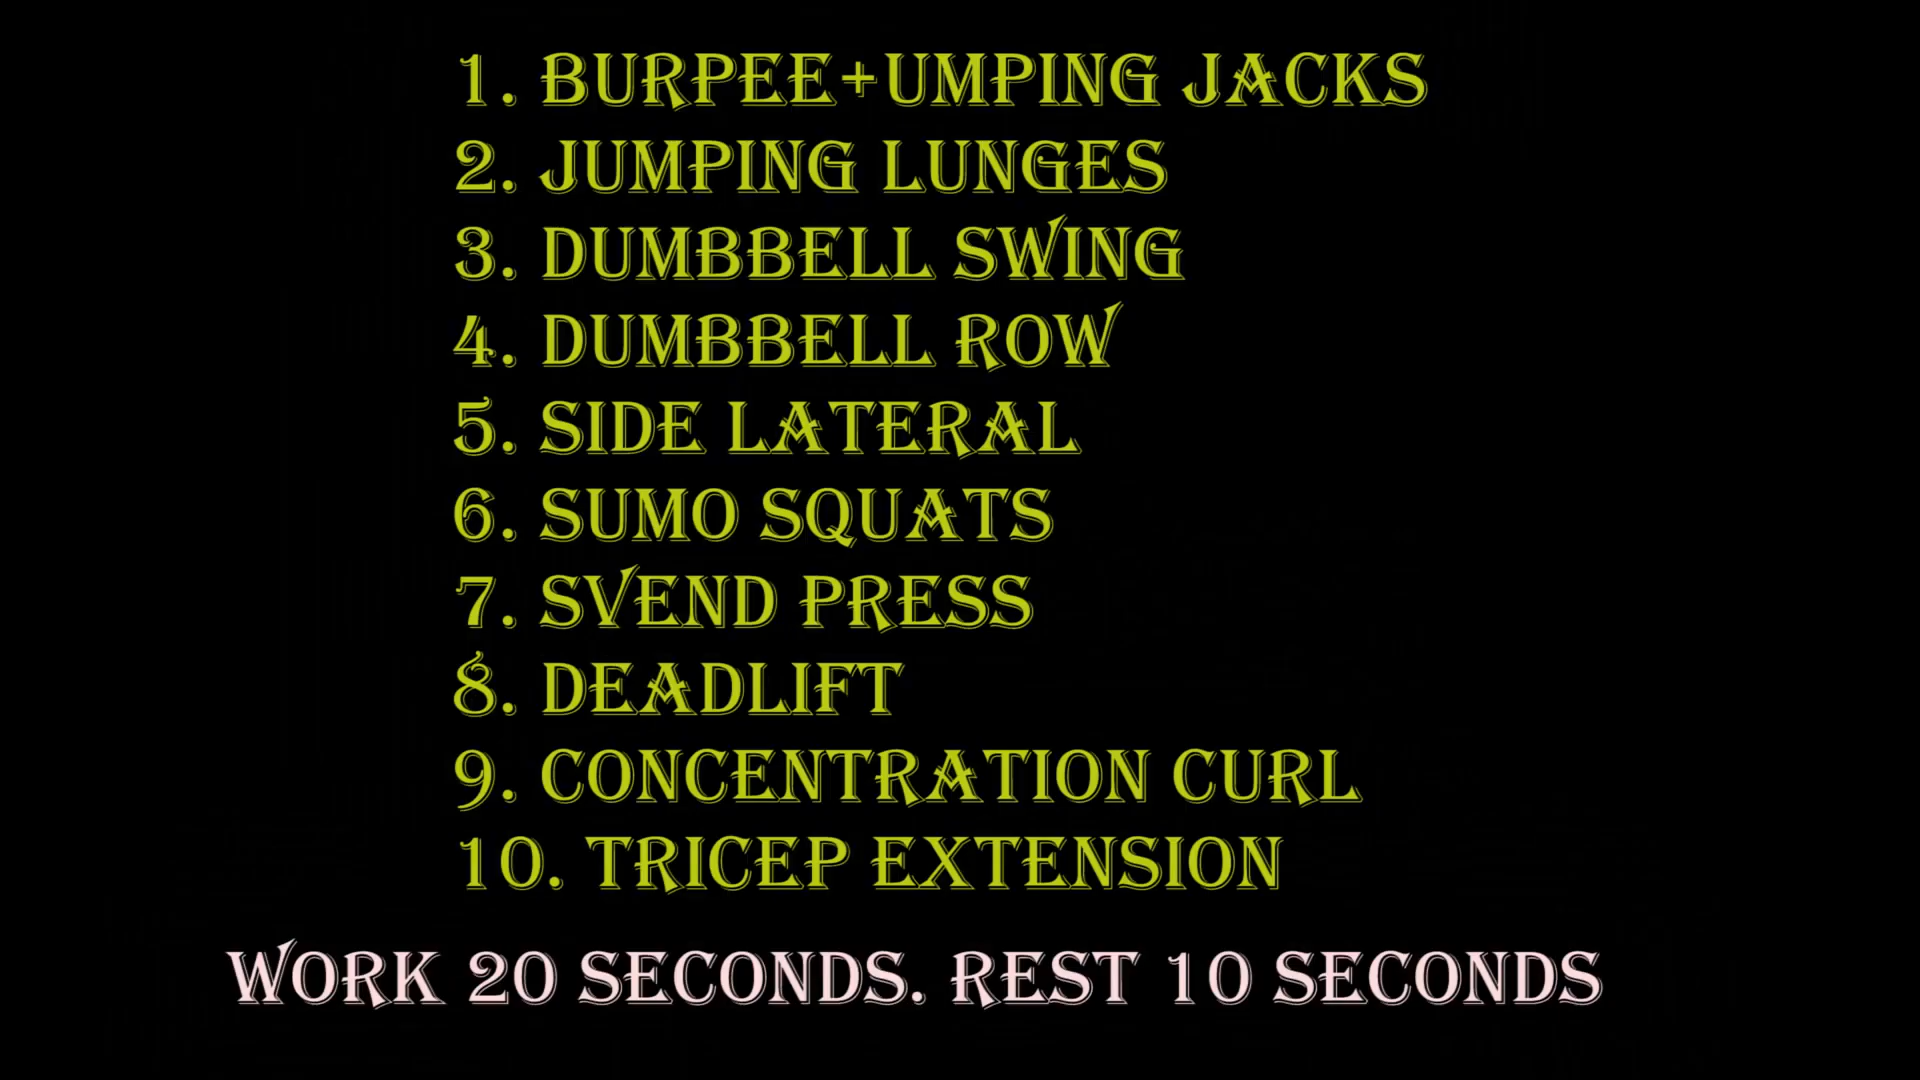 1. BURPEE+UMPING JACKS
2. JUMPING LUNGES
3. DUMBBELL SWING
4. DUMBBELL ROW
5. SIDE LATERAL
6. SUMO SQUATS
7. SVEND PRESS
8. DEADLIFT
9. CONCENTRATION CURL
10. TRICEP EXTENSION
WORK 20 SECONDS. REST 10 SECONDS